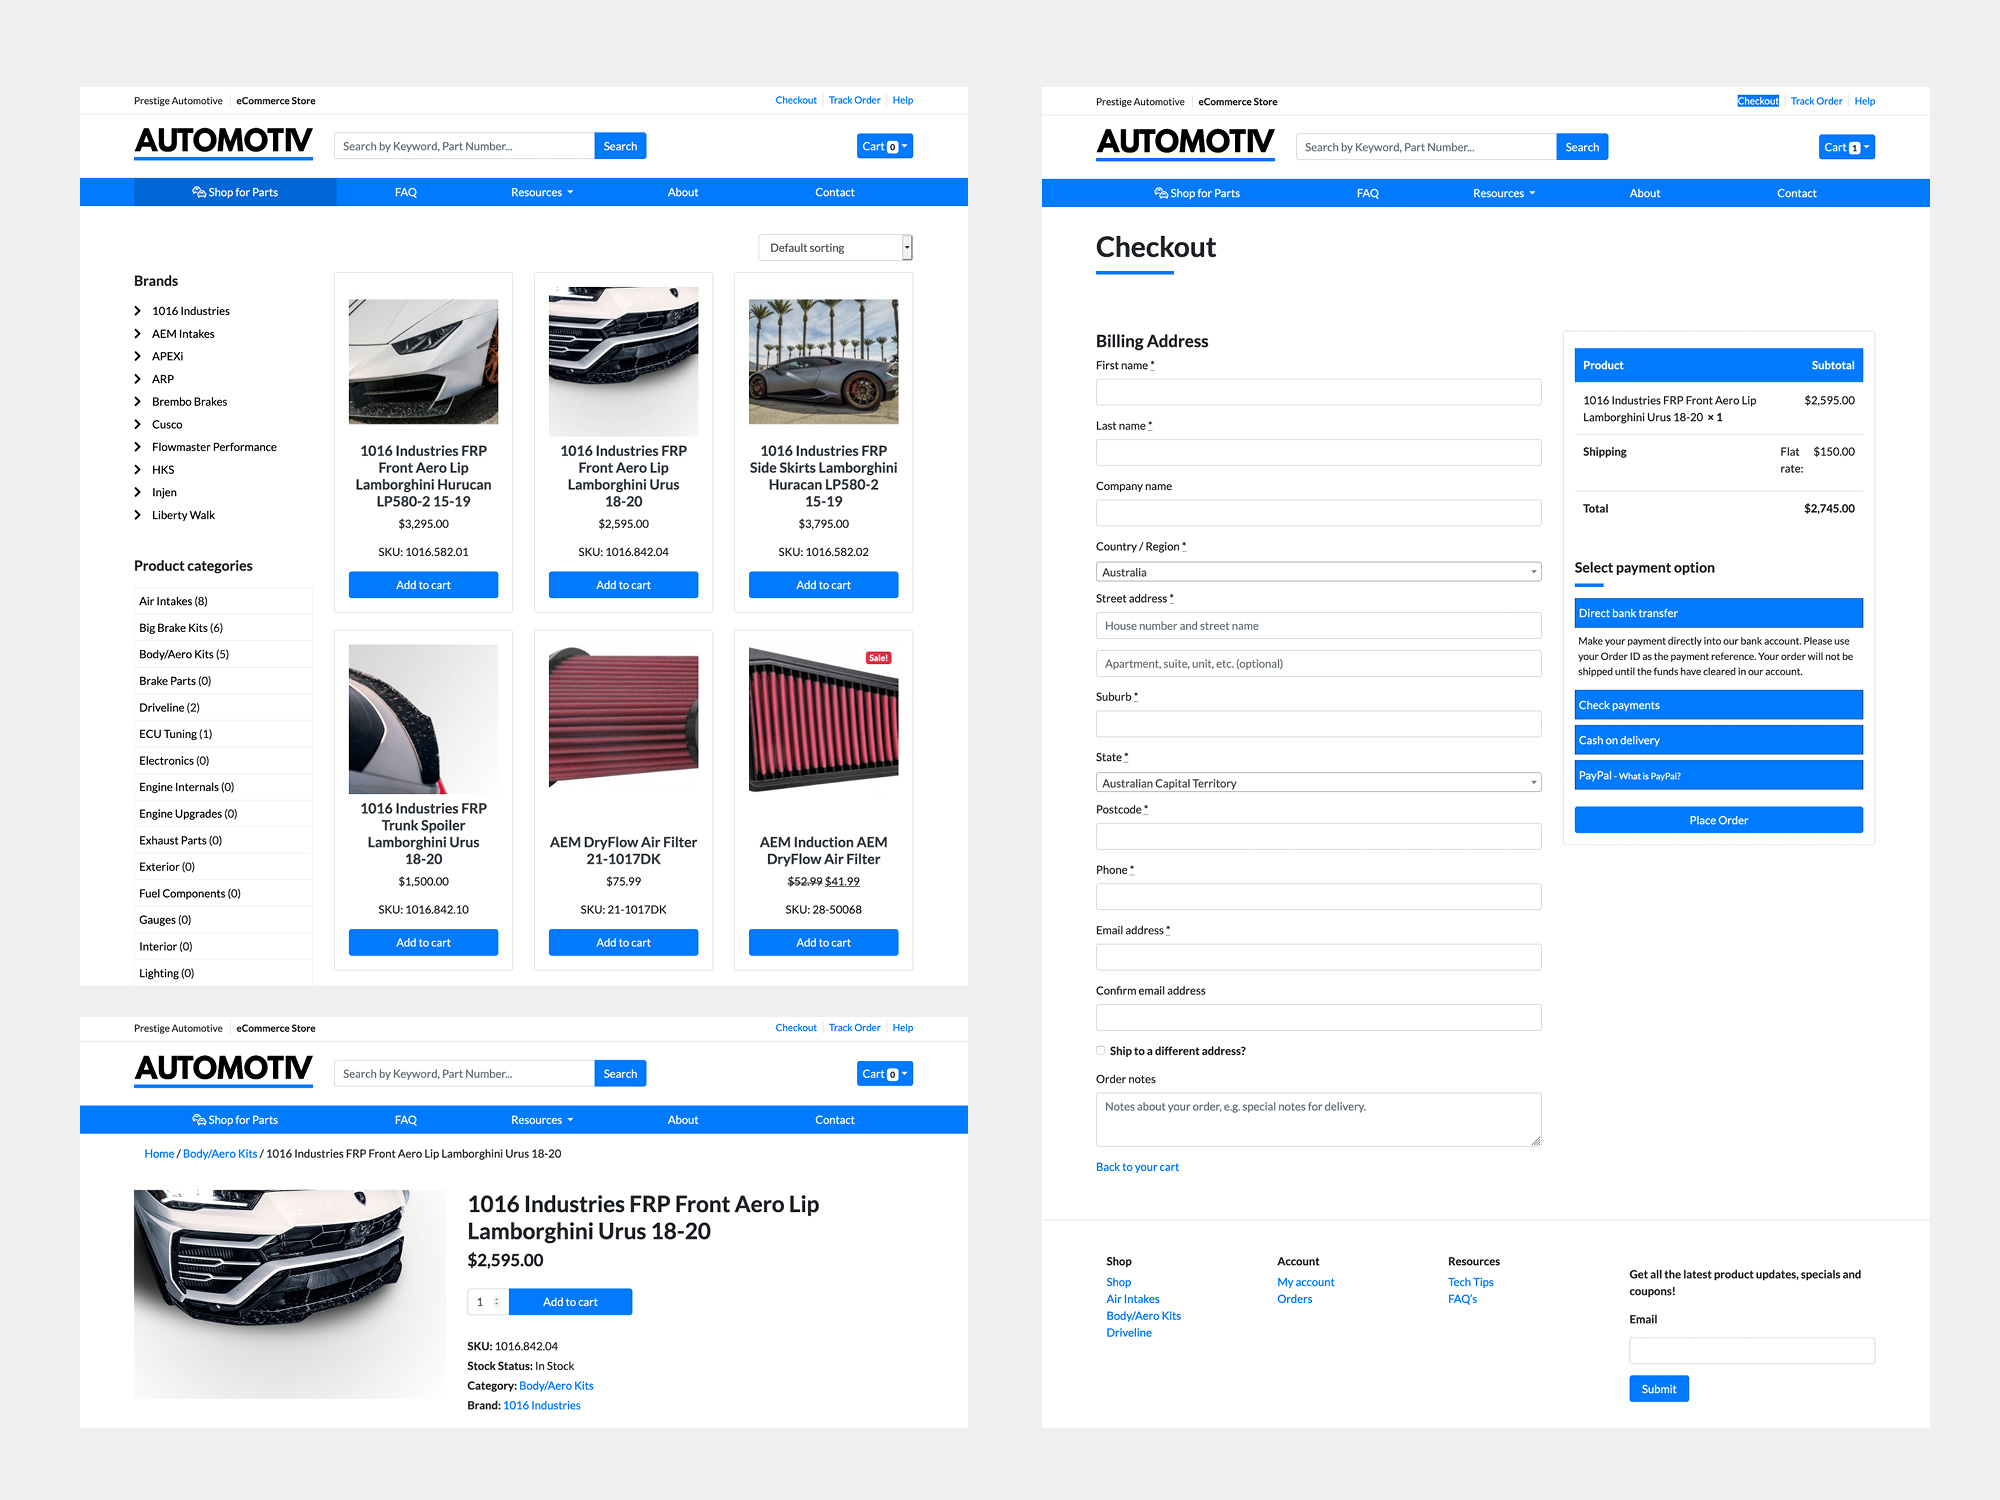 Prestige Automotive eCommerce Store Checkout Track Order Help
AUTOMOTIV Search by Keyword, Part Number... Search Cart 0
Shop for Parts FAQ Resources About Contact
Default sorting
Brands
1016 Industries
AEM Intakes
APEXi
ARP
Brembo Brakes
Cusco
Flowmaster Performance
HKS
Injen
Liberty Walk
Product categories
Air Intakes (8)
Big Brake Kits (6)
Body/Aero Kits (5)
Brake Parts (0)
Driveline (2)
ECU Tuning (1)
Electronics (0)
Engine Internals (0)
Engine Upgrades (0)
Exhaust Parts (0)
Exterior (0)
Fuel Components (0)
Gauges (0)
Interior (0)
Lighting (0)
1016 Industries FRP
Front Aero Lip
Lamborghini Hurucan
LP580-2 15-19
$3,295.00
SKU: 1016.582.01
Add to cart
1016 Industries FRP
Front Aero Lip
Lamborghini Urus
18-20
$2,595.00
SKU: 1016.842.04
Add to cart
1016 Industries FRP
Side Skirts Lamborghini
Huracan LP580-2
15-19
$3,795.00
SKU: 1016.582.02
Add to cart
1016 Industries FRP
Trunk Spoiler
Lamborghini Urus
18-20
$1,500.00
SKU: 1016.842.10
Add to cart
AEM DryFlow Air Filter
21-1017DK
$75.99
SKU: 21-1017DK
Add to cart
Sale!
AEM Induction AEM
DryFlow Air Filter
$52.99 $41.99
SKU: 28-50068
Add to cart
Prestige Automotive eCommerce Store Checkout Track Order Help
AUTOMOTIV Search by Keyword, Part Number... Search Cart 0
Shop for Parts FAQ Resources About Contact
Home / Body/Aero Kits / 1016 Industries FRP Front Aero Lip Lamborghini Urus 18-20
1016 Industries FRP Front Aero Lip
Lamborghini Urus 18-20
$2,595.00
1 Add to cart
SKU: 1016.842.04
Stock Status: In Stock
Category: Body/Aero Kits
Brand: 1016 Industries
Prestige Automotive eCommerce Store Checkout Track Order Help
AUTOMOTIV Search by Keyword, Part Number... Search Cart 1
Shop for Parts FAQ Resources About Contact
Checkout
Billing Address
First name *
Last name *
Company name
Country / Region *
Australia
Street address *
House number and street name
Apartment, suite, unit, etc. (optional)
Suburb *
State *
Australian Capital Territory
Postcode *
Phone *
Email address *
Confirm email address
Ship to a different address?
Order notes
Notes about your order, e.g. special notes for delivery.
Back to your cart
Product Subtotal
1016 Industries FRP Front Aero Lip $2,595.00
Lamborghini Urus 18-20 × 1
Shipping Flat $150.00
rate:
Total $2,745.00
Select payment option
Direct bank transfer
Make your payment directly into our bank account. Please use
your Order ID as the payment reference. Your order will not be
shipped until the funds have cleared in our account.
Check payments
Cash on delivery
PayPal - What is PayPal?
Place Order
Shop
Shop
Air Intakes
Body/Aero Kits
Driveline
Account
My account
Orders
Resources
Tech Tips
FAQ's
Get all the latest product updates, specials and
coupons!
Email
Submit